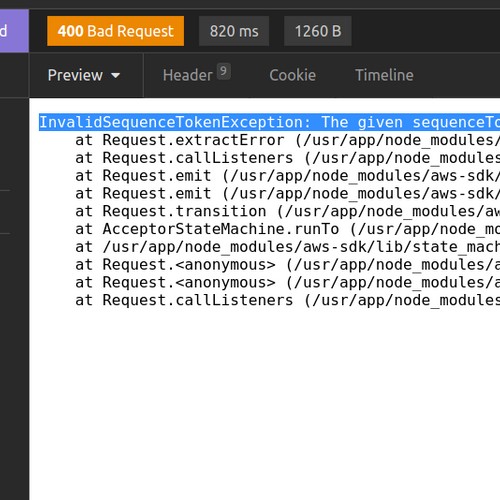 d
400 Bad Request
820 ms
1260 B
Preview
Header 9
Cookie
Timeline
InvalidSequenceTokenException: The given sequenceTo
at Request.extractError (/usr/app/node_modules/
at Request.callListeners (/usr/app/node_modules
at Request.emit (/usr/app/node_modules/aws-sdk/
at Request.emit (/usr/app/node_modules/aws-sdk/
at Request.transition (/usr/app/node_modules/aw
at AcceptorStateMachine.runTo (/usr/app/node_mo
at /usr/app/node_modules/aws-sdk/lib/state_mach
at Request.<anonymous> (/usr/app/node_modules/a
at Request.<anonymous> (/usr/app/node_modules/a
at Request.callListeners (/usr/app/node_modules